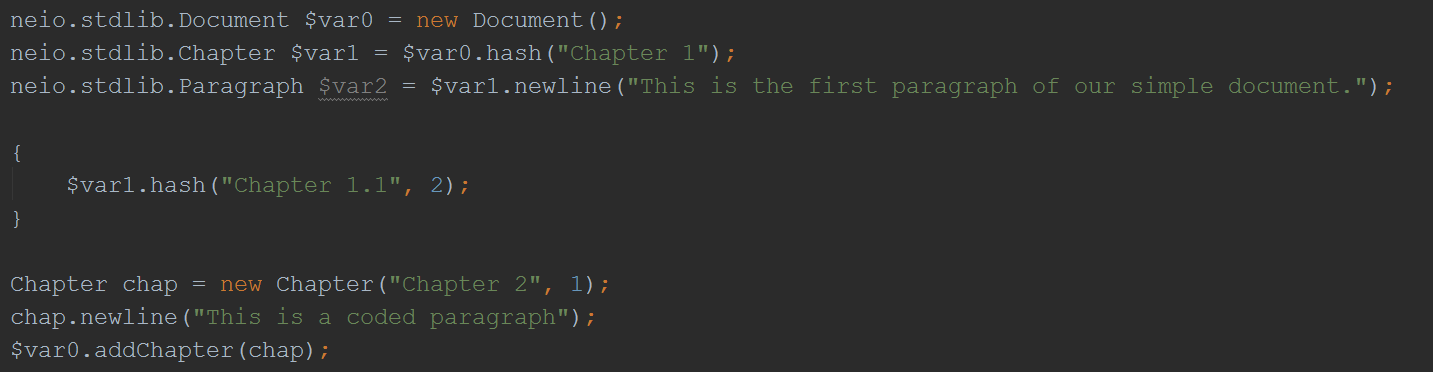 neio.stdlib.Document $var0 = new Document();
neio.stdlib.Chapter $var1 = $var0.hash("Chapter 1");
neio.stdlib.Paragraph $var2 = $var1.newline("This is the first paragraph of our simple document.");
{
$var1.hash("Chapter 1.1", 2);
}
Chapter chap = new Chapter("Chapter 2", 1);
chap.newline("This is a coded paragraph");
$var0.addChapter(chap);